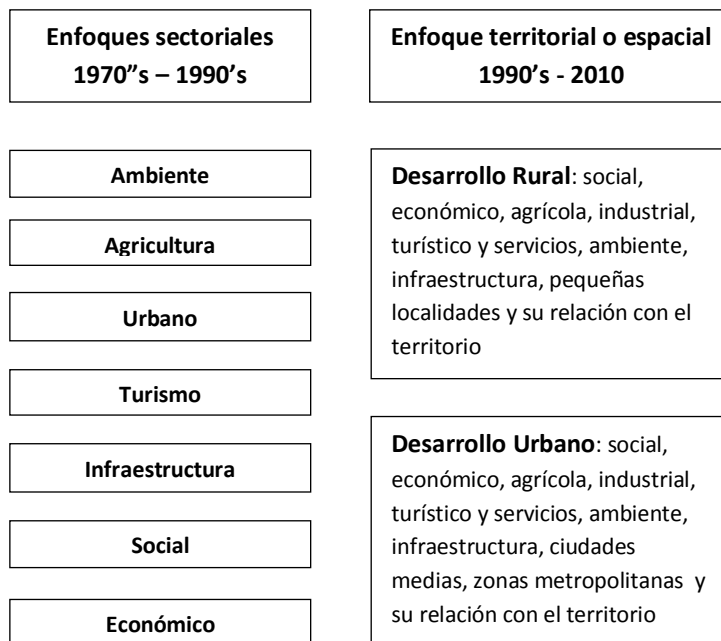 Enfoques sectoriales
1970"s – 1990's
Ambiente
Agricultura
Urbano
Turismo
Infraestructura
Social
Económico
Enfoque territorial o espacial
1990's - 2010
Desarrollo Rural: social,
económico, agrícola, industrial,
turístico y servicios, ambiente,
infraestructura, pequeñas
localidades y su relación con el
territorio
Desarrollo Urbano: social,
económico, agrícola, industrial,
turístico y servicios, ambiente,
infraestructura, ciudades
medias, zonas metropolitanas y
su relación con el territorio